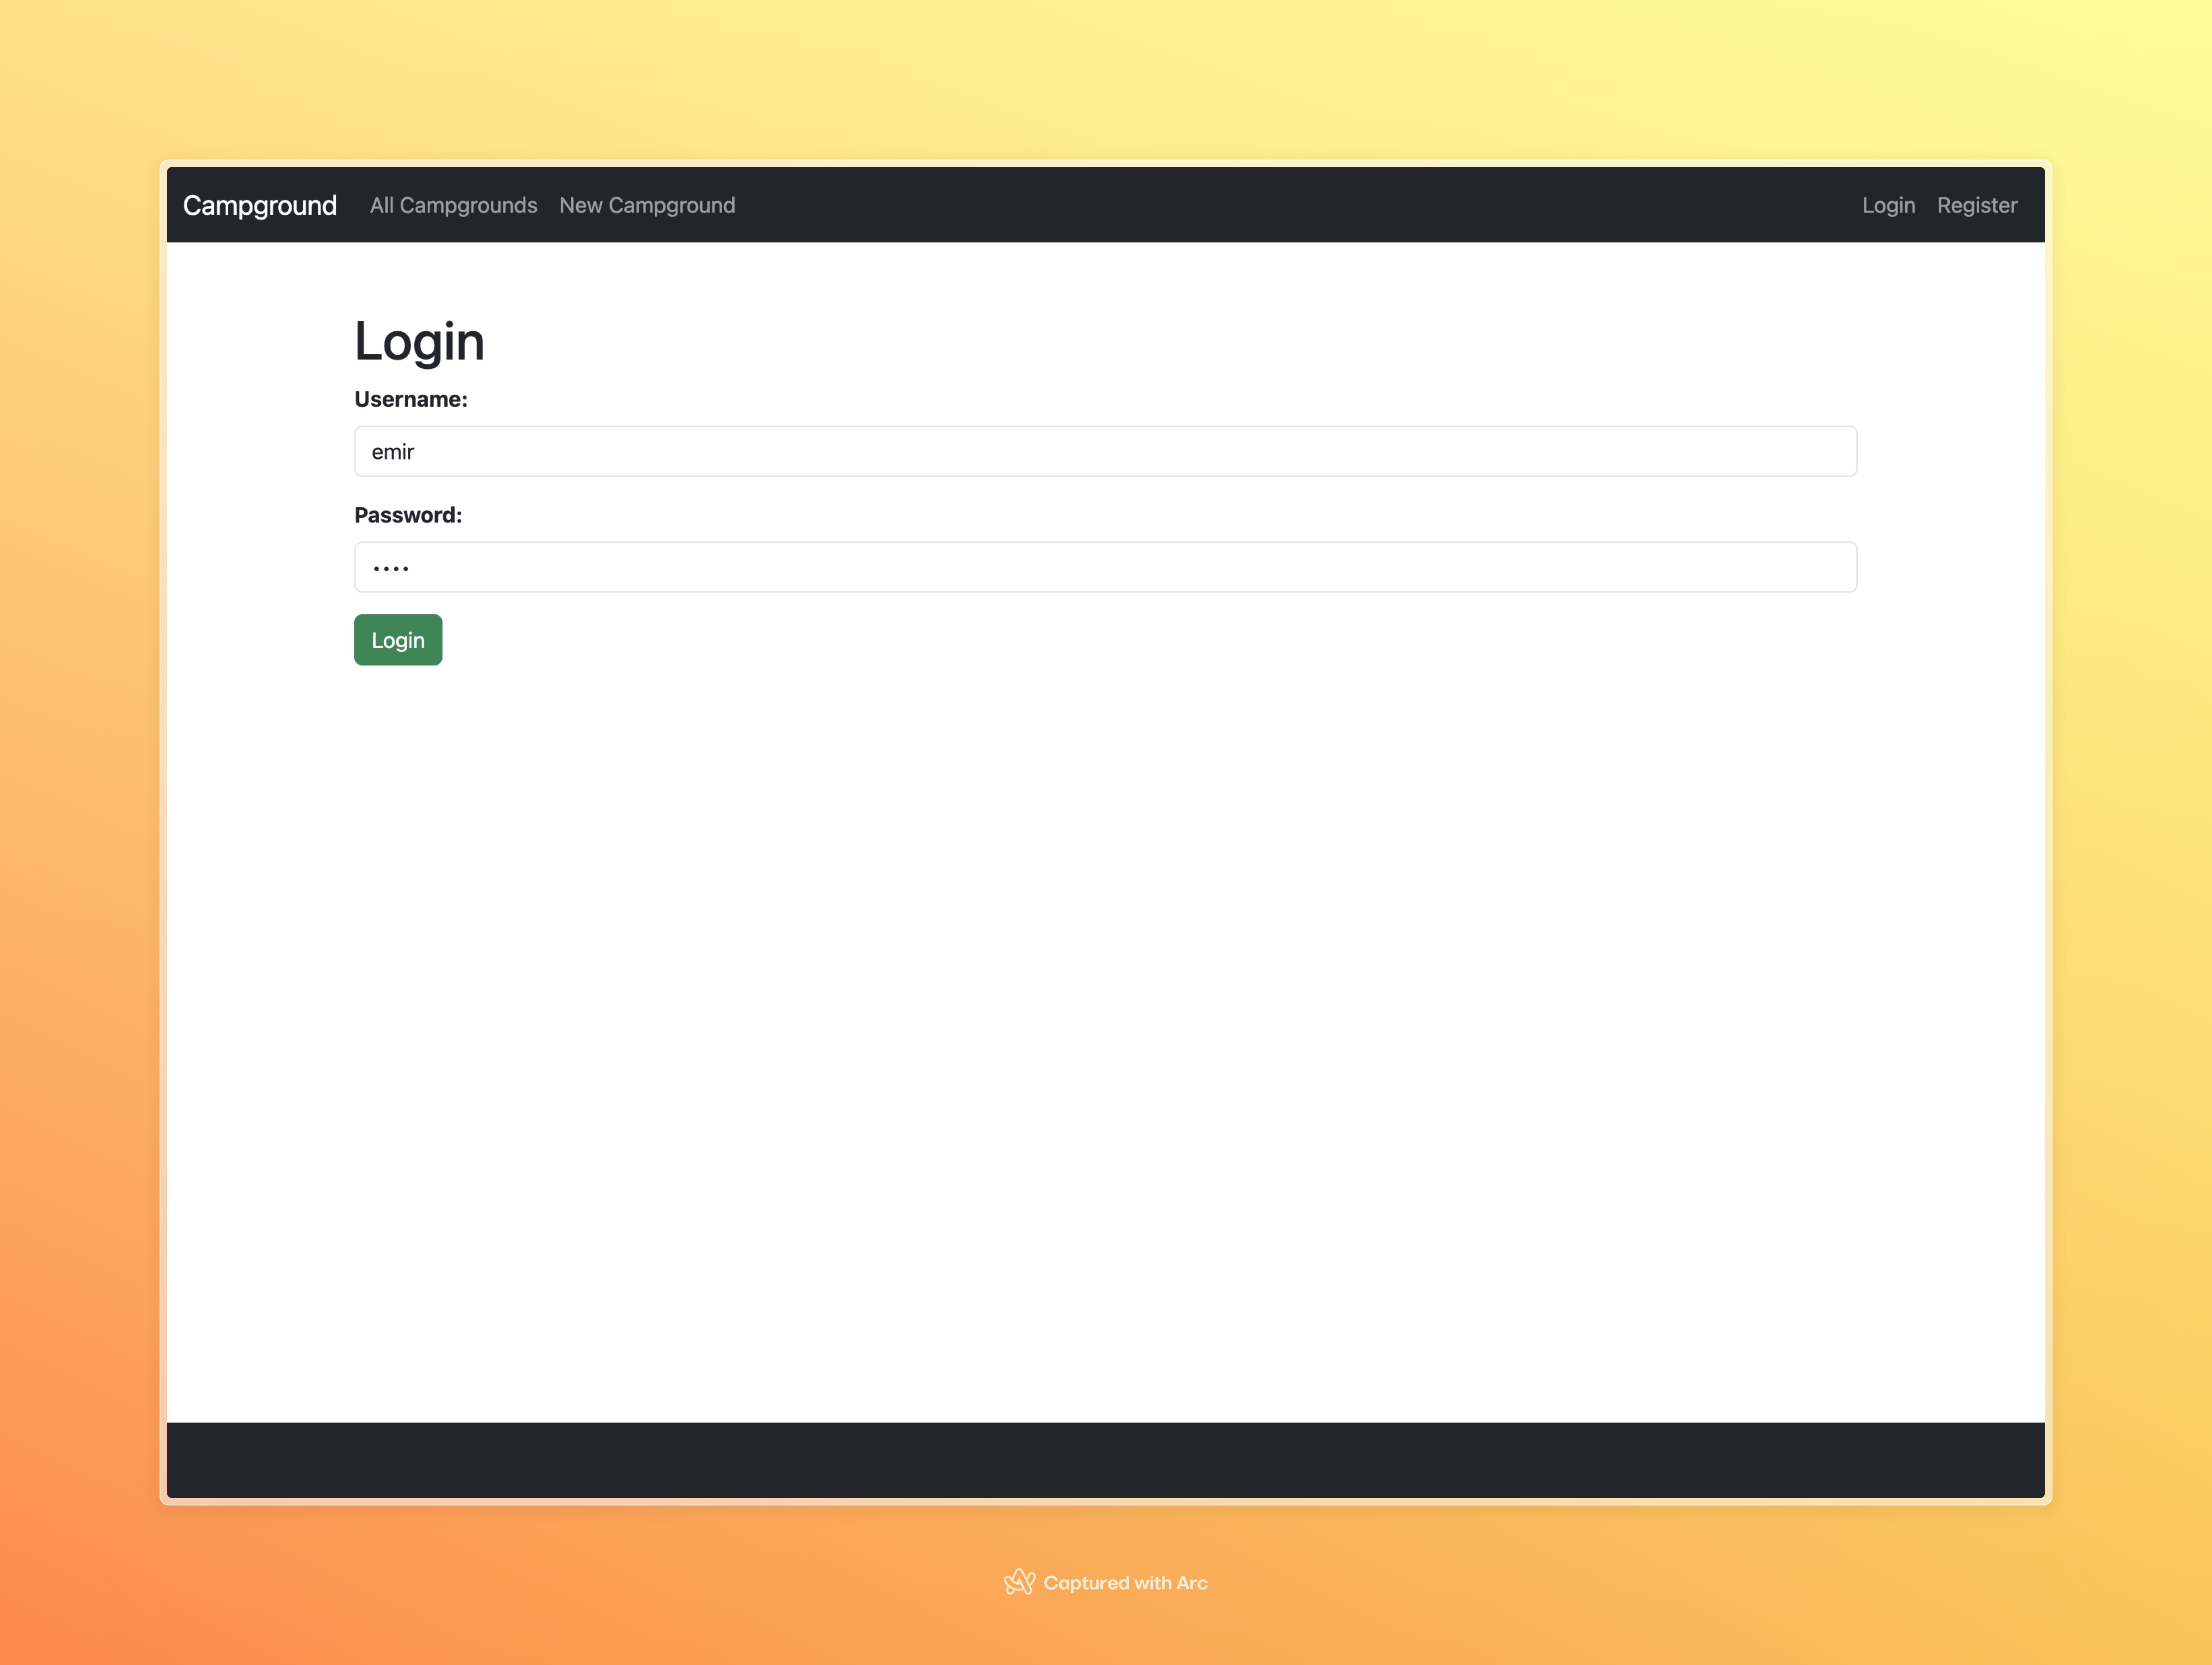 Campground All Campgrounds New Campground Login Register
Login
Username:
emir
Password:
••••
Login
Captured with Arc